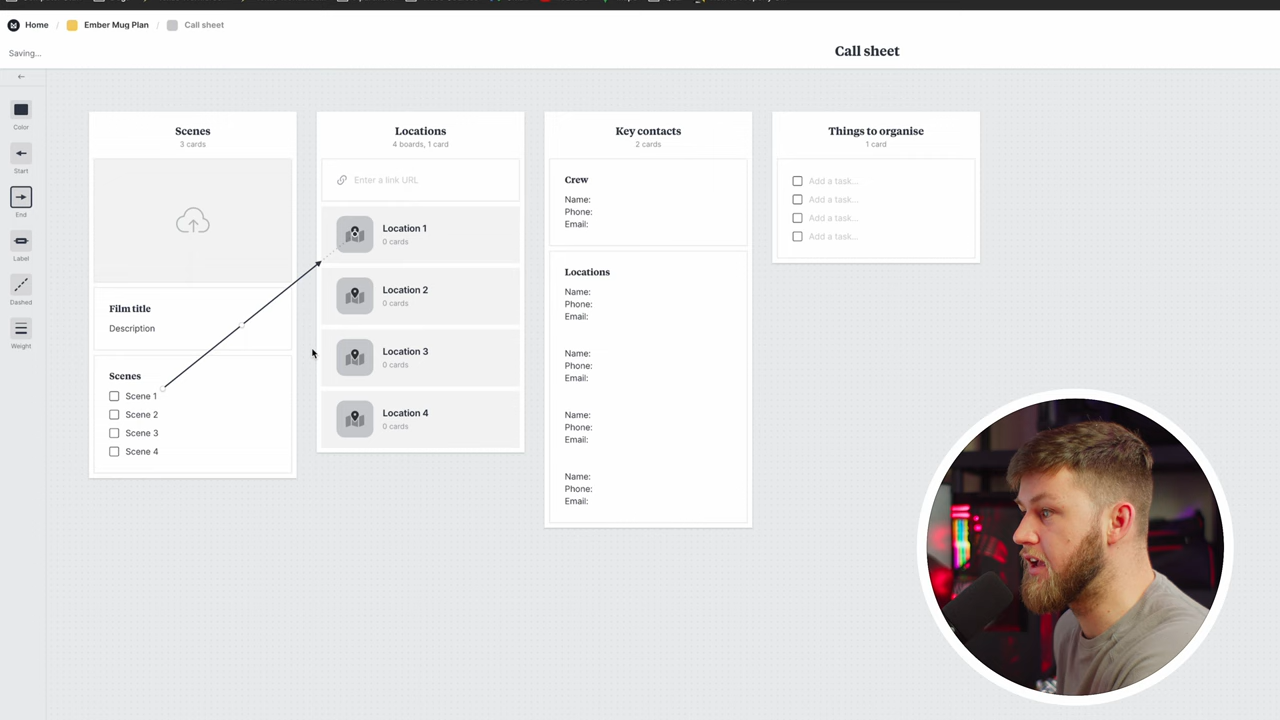 Home / Ember Mug Plan / Call sheet
Saving...
Call sheet
Color
Start
End
Label
Dashed
Weight
Scenes
3 cards
Film title
Description
Scenes
Scene 1
Scene 2
Scene 3
Scene 4
Locations
4 boards, 1 card
Enter a link URL
Location 1
0 cards
Location 2
0 cards
Location 3
0 cards
Location 4
0 cards
Key contacts
2 cards
Crew
Name:
Phone:
Email:
Locations
Name:
Phone:
Email:
Name:
Phone:
Email:
Name:
Phone:
Email:
Name:
Phone:
Email:
Things to organise
1 card
Add a task...
Add a task...
Add a task...
Add a task...